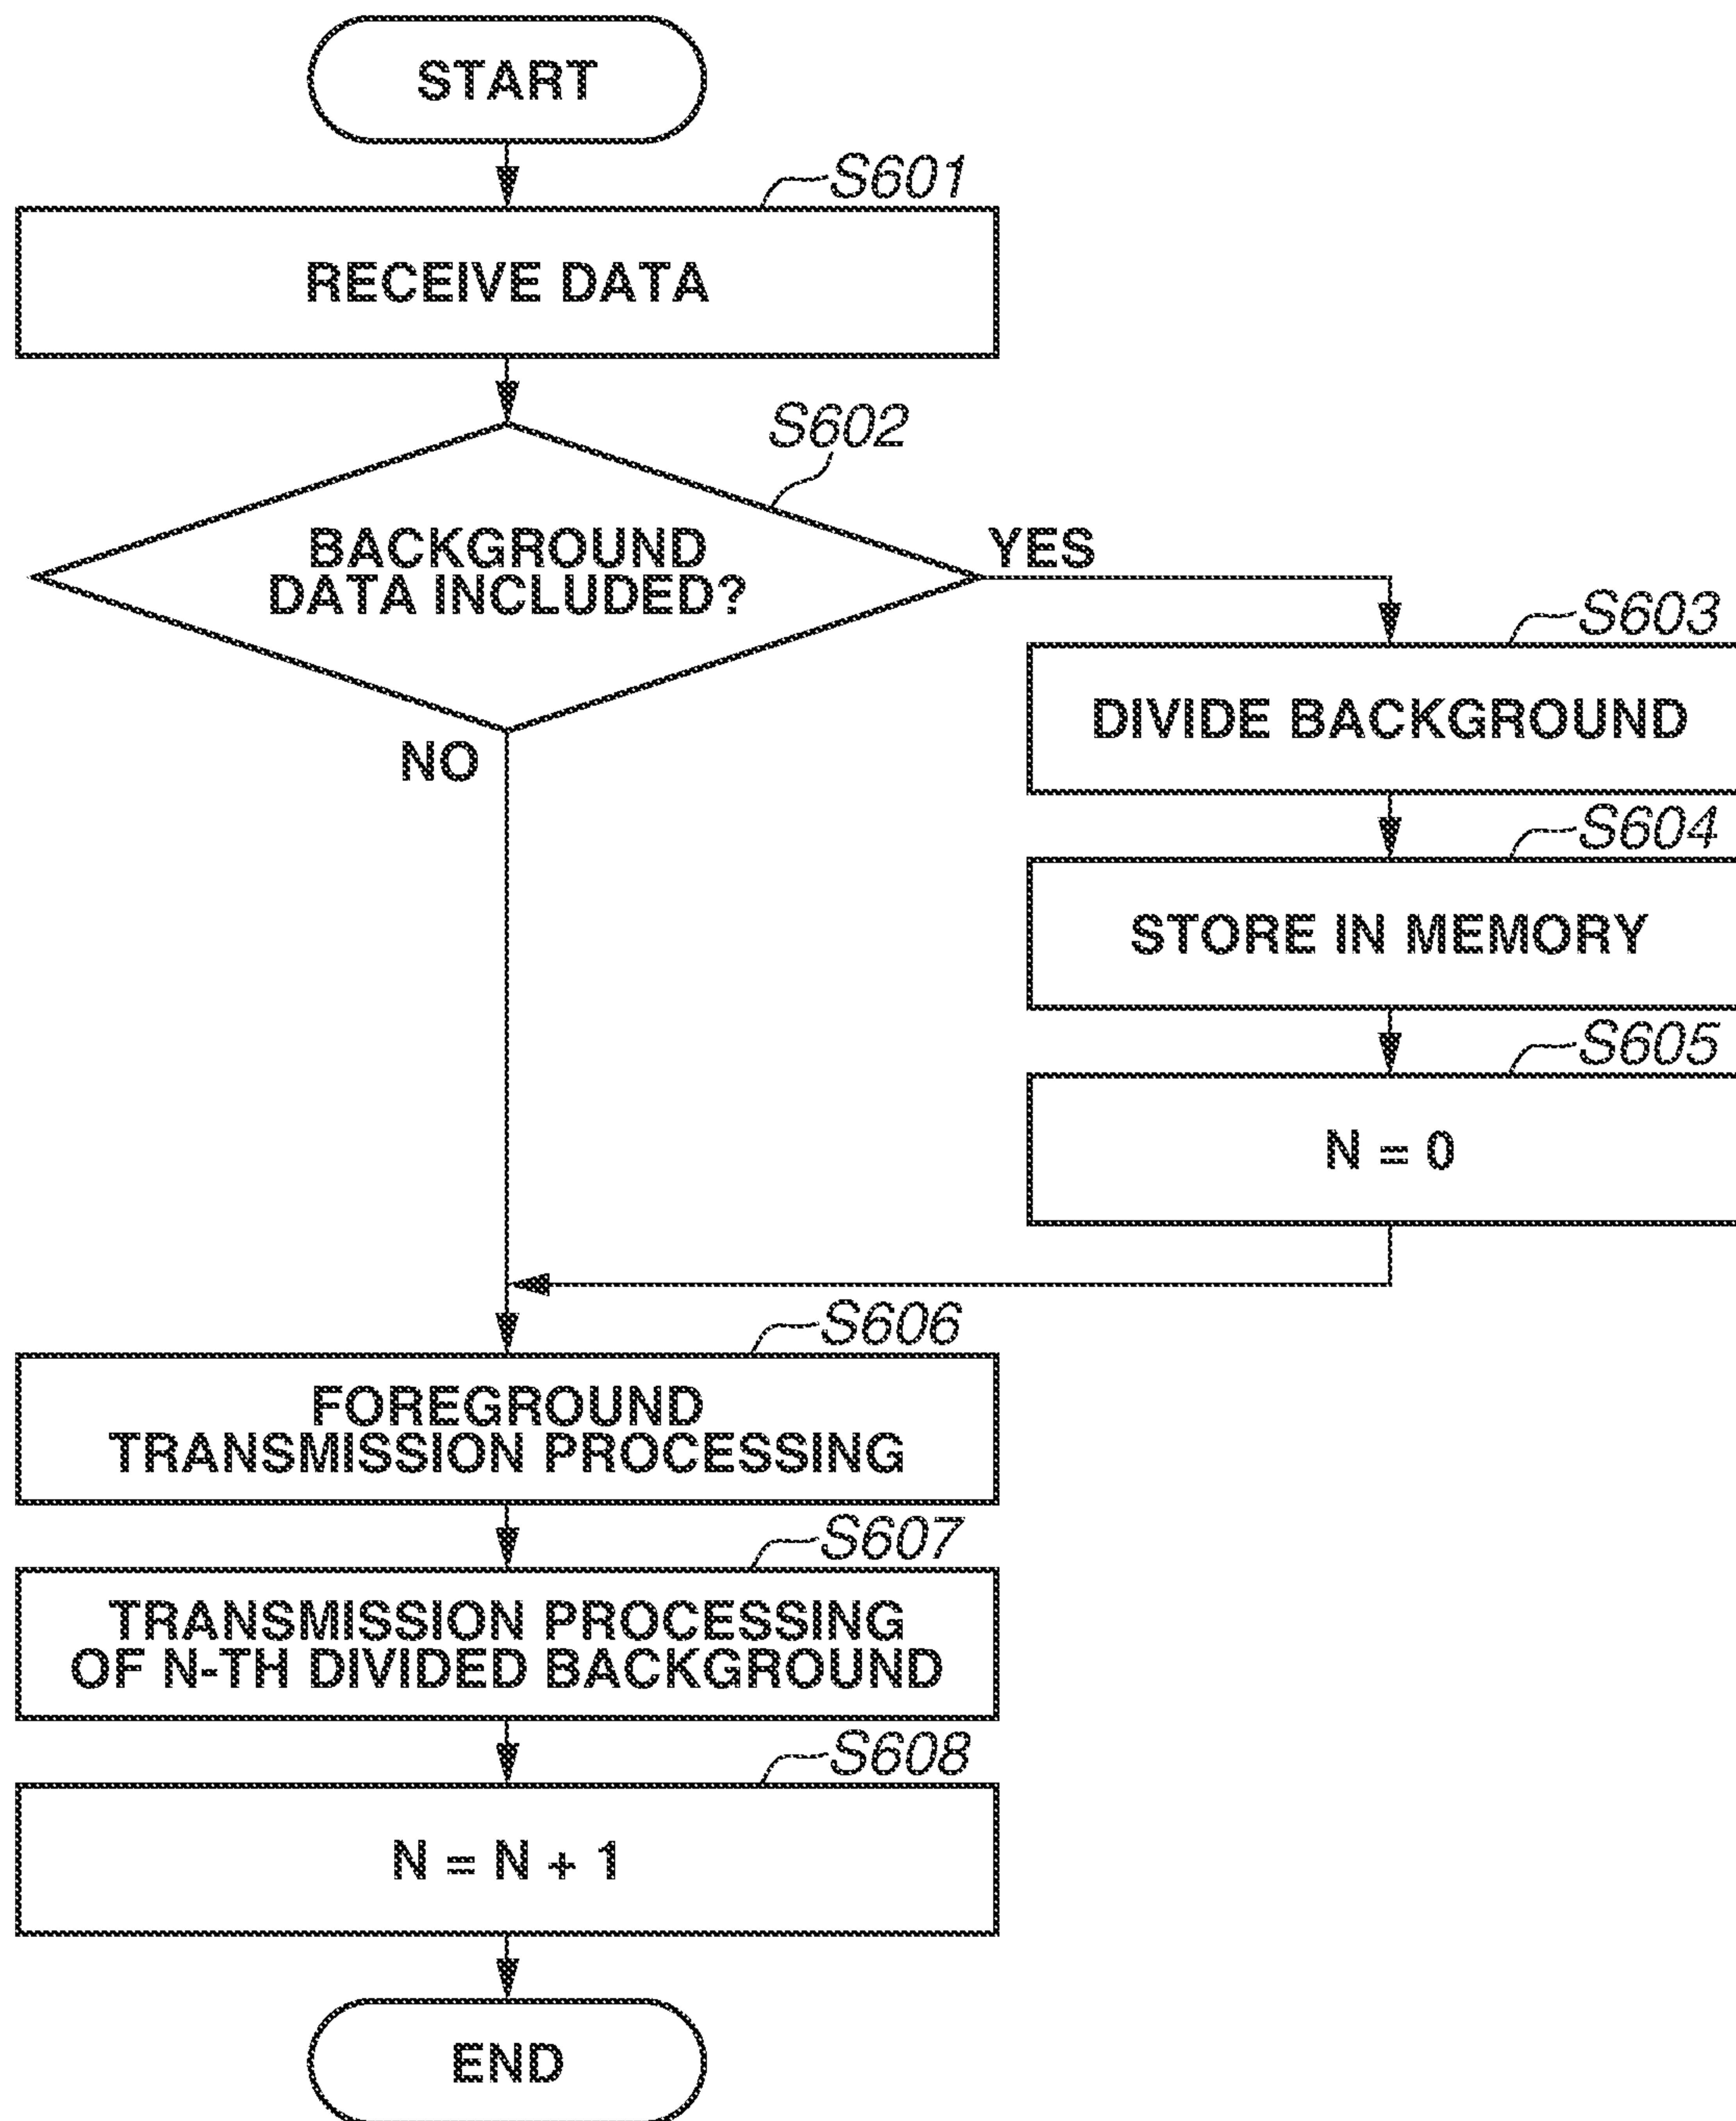 START
S601
RECEIVE DATA
S602
BACKGROUND
DATA INCLUDED?
YES
NO
S603
DIVIDE BACKGROUND
S604
STORE IN MEMORY
S605
N = 0
S606
FOREGROUND
TRANSMISSION PROCESSING
S607
TRANSMISSION PROCESSING
OF N-TH DIVIDED BACKGROUND
S608
N = N + 1
END